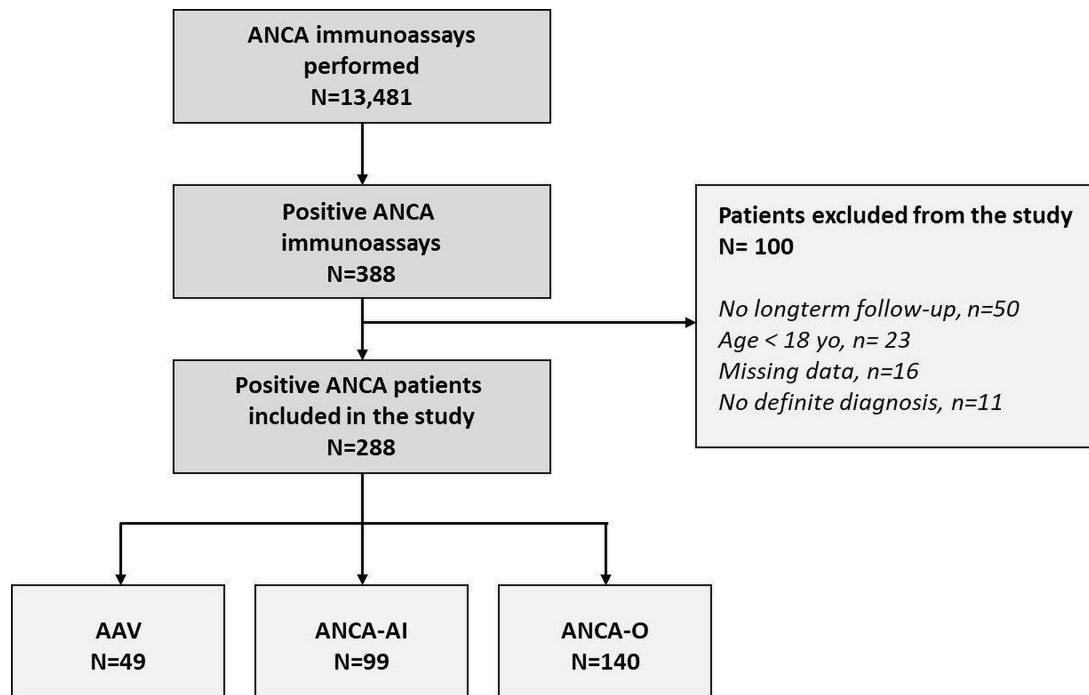 ANCA immunoassays
performed
N=13,481
Positive ANCA
immunoassays
N=388
Patients excluded from the study
N= 100
No longterm follow-up, n=50
Age < 18 yo, n= 23
Missing data, n=16
No definite diagnosis, n=11
Positive ANCA patients
included in the study
N=288
AAV
N=49
ANCA-AI
N=99
ANCA-O
N=140